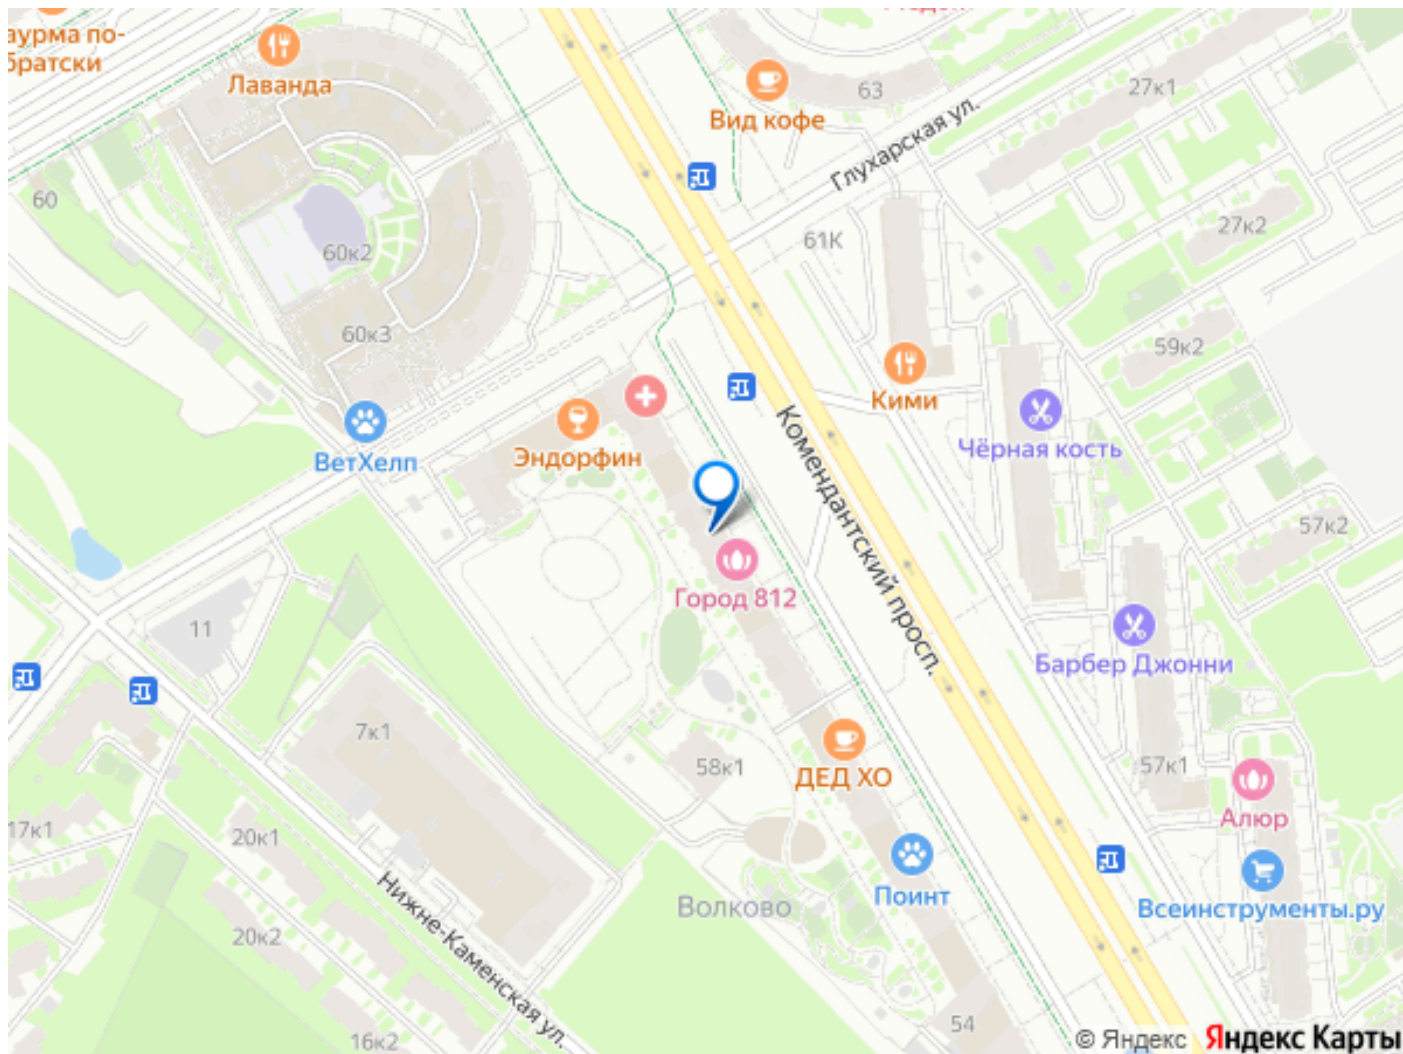 аурма по-
братски
Лаванда
Вид кофе
63
27к1
Глухарская ул.
60
60к2
61К
27к2
60к3
59к2
Кими
Комендантский просп.
Чёрная кость
Эндорфин
ВетХелп
57к2
Город 812
11
Барбер Джонни
7к1
58к1
ДЕД ХО
57к1
Алюр
17к1
20к1
Поинт
Волково
Всеинструменты.ру
Нижне-Каменская ул.
20к2
54
16к2
© Яндекс Яндекс Карты